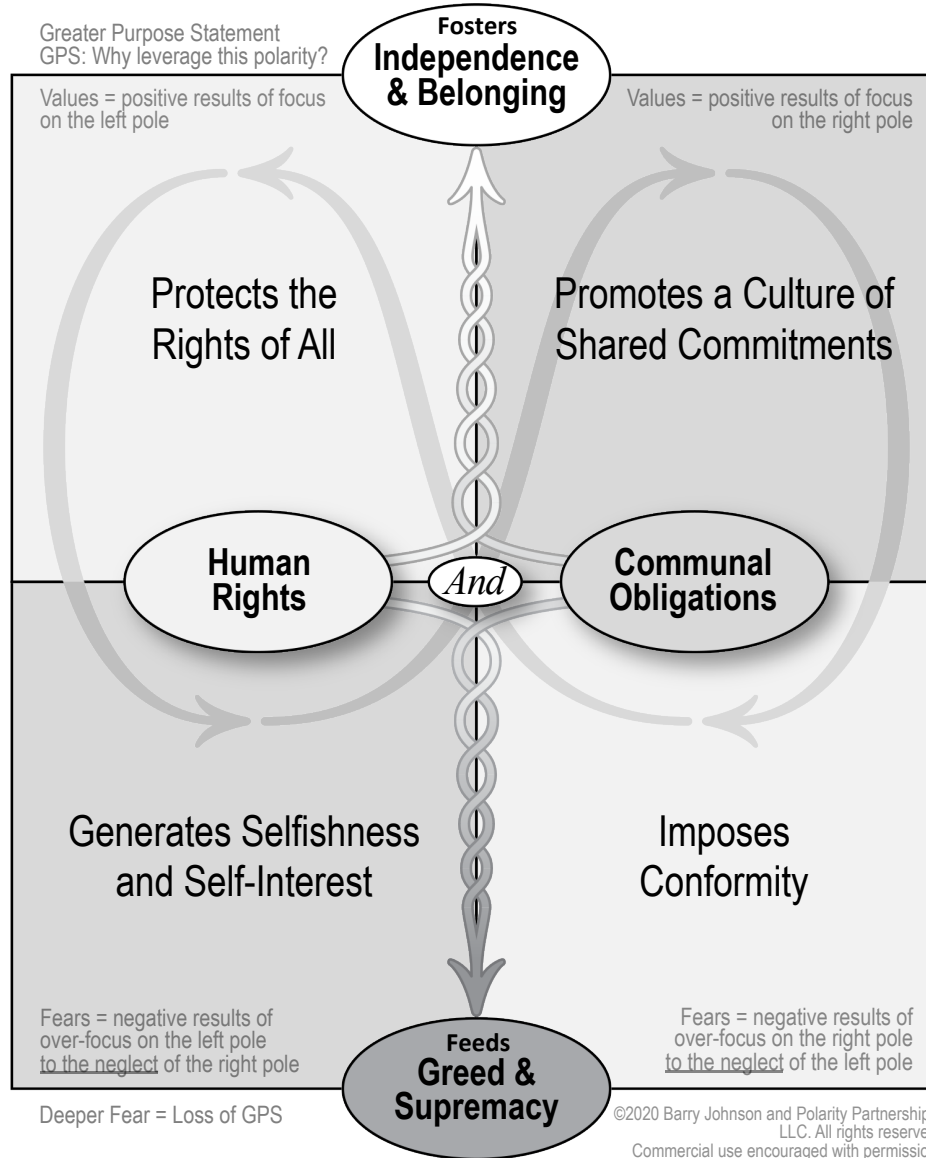 Greater Purpose Statement
GPS: Why leverage this polarity?
Fosters
Independence
& Belonging
Values = positive results of focus
on the left pole
Values = positive results of focus
on the right pole
Protects the
Rights of All
Promotes a Culture of
Shared Commitments
Human
Rights
And
Communal
Obligations
Generates Selfishness
and Self-Interest
Imposes
Conformity
Fears = negative results of
over-focus on the left pole
to the neglect of the right pole
Fears = negative results of
over-focus on the right pole
to the neglect of the left pole
Feeds
Greed &
Supremacy
Deeper Fear = Loss of GPS
©2020 Barry Johnson and Polarity Partnership
LLC. All rights reserve
Commercial use encouraged with permissio